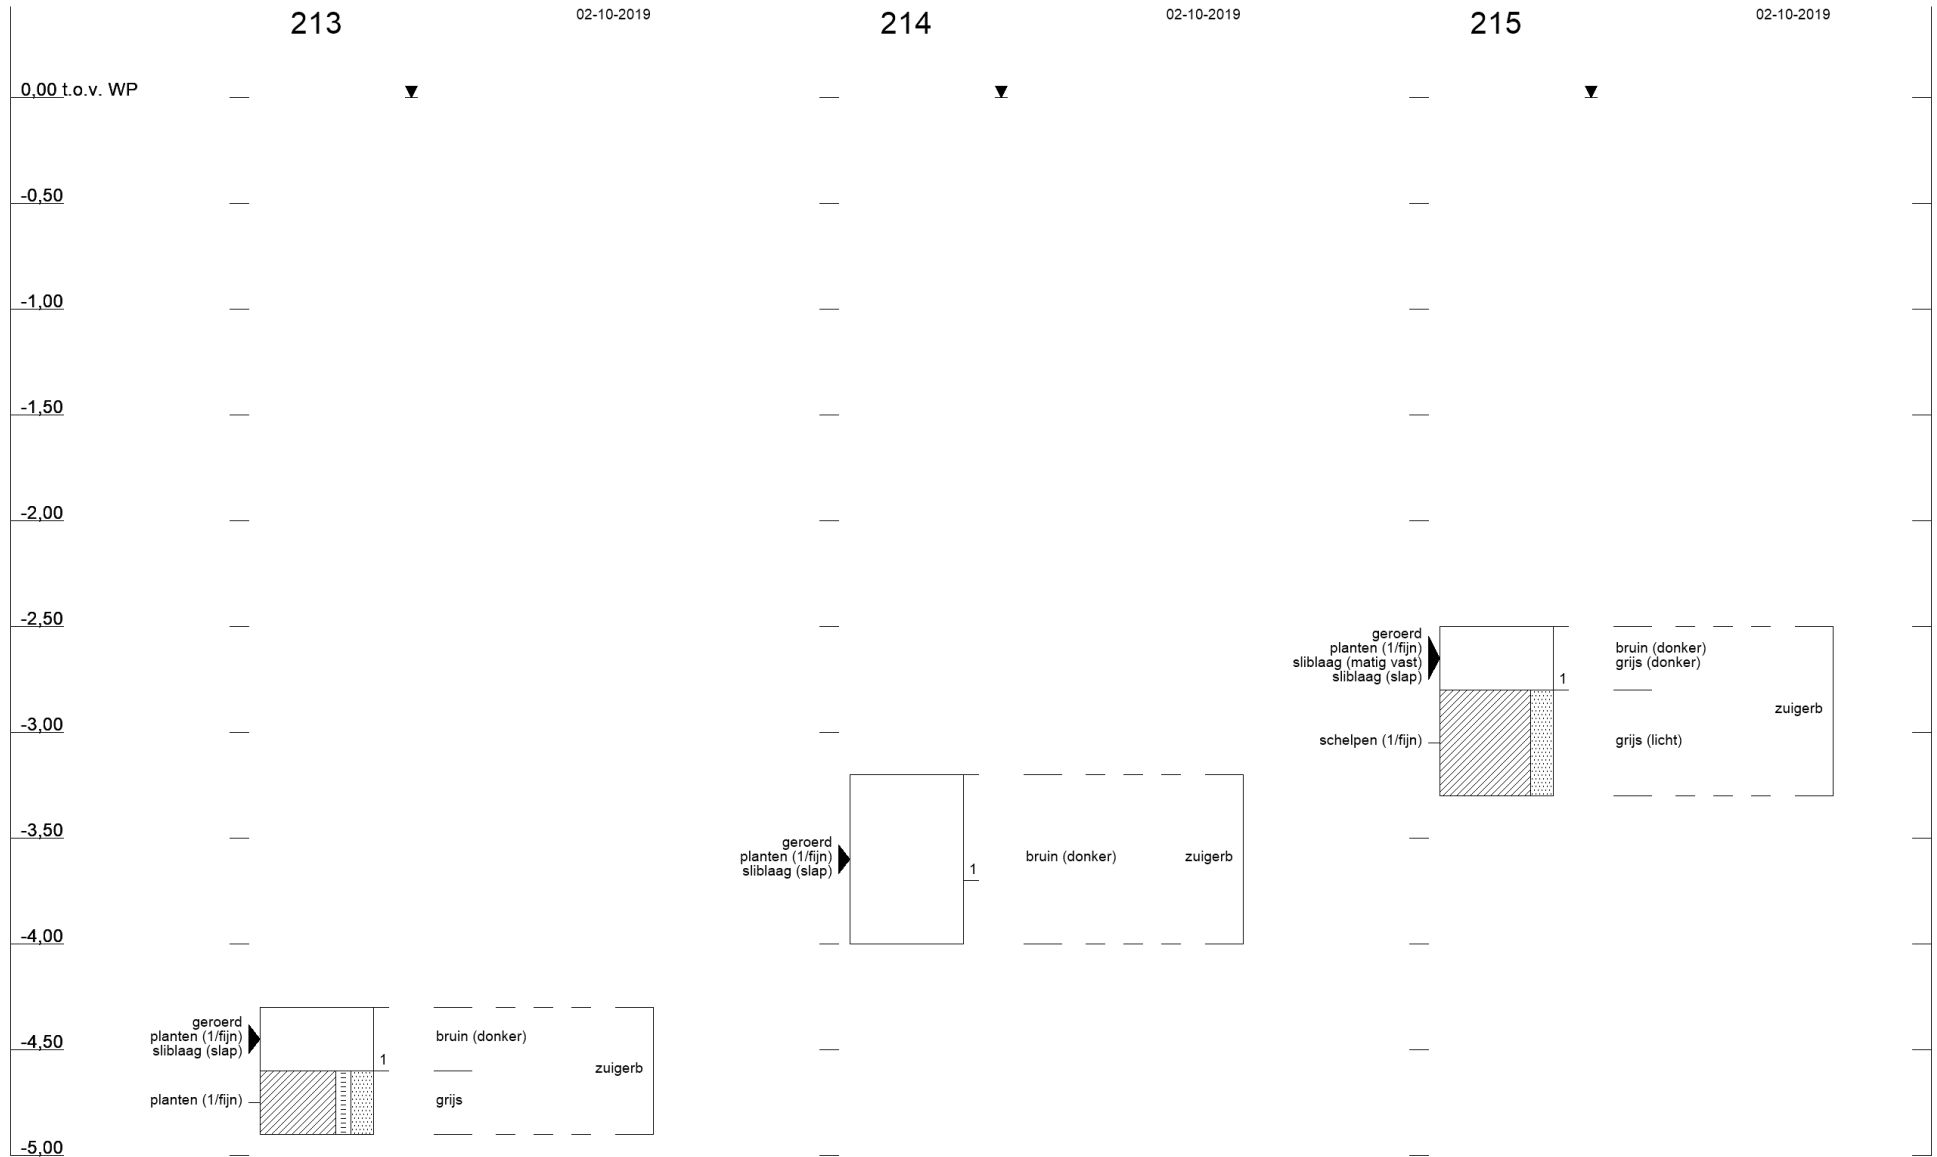 213
02-10-2019
214
02-10-2019
215
02-10-2019
0,00 t.o.v. WP
-0,50
-1,00
-1,50
-2,00
-2,50
-3,00
-3,50
-4,00
-4,50
-5,00
geroerd
planten (1/fijn)
sliblaag (slap)
1
bruin (donker)
zuigerb
planten (1/fijn)
grijs
geroerd
planten (1/fijn)
sliblaag (slap)
1
bruin (donker)
zuigerb
geroerd
planten (1/fijn)
sliblaag (matig vast)
sliblaag (slap)
1
bruin (donker)
grijs (donker)
zuigerb
schelpen (1/fijn)
grijs (licht)